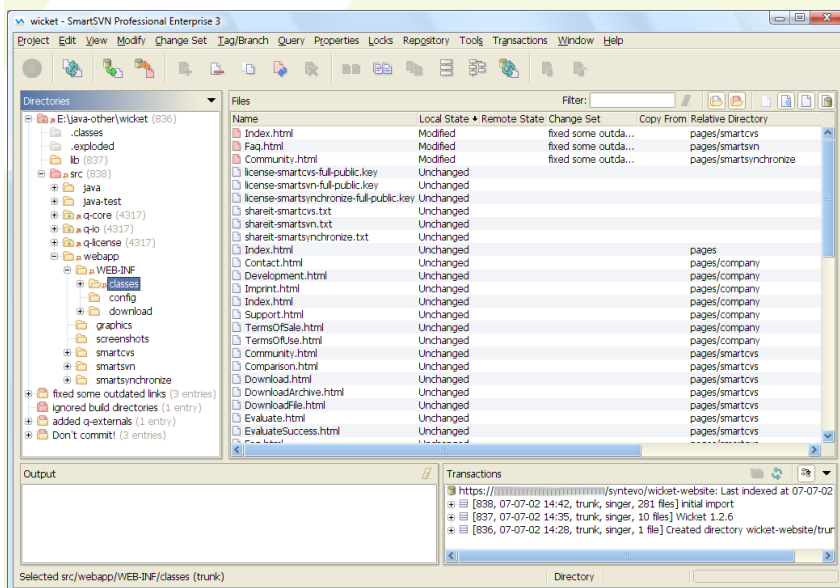 wicket - SmartSVN Professional Enterprise 3
Project Edit View Modify Change Set Tag/Branch Query Properties Locks Repository Tools Transactions Window Help
Directories
E:\java-other\wicket (836)
.classes
.exploded
lib (837)
src (838)
java
java-test
q-core (4317)
q-io (4317)
q-license (4317)
webapp
WEB-INF
classes
config
download
graphics
screenshots
smartcvs
smartsvn
smartsynchronize
fixed some outdated links (3 entries)
ignored build directories (1 entry)
added q-externals (1 entry)
Don't commit! (3 entries)
Files Filter:
Name Local State Remote State Change Set Copy From Relative Directory
Index.html Modified fixed some outda... pages/smartcvs
Faq.html Modified fixed some outda... pages/smartsvn
Community.html Modified fixed some outda... pages/smartsynchronize
license-smartcvs-full-public.key Unchanged
license-smartsvn-full-public.key Unchanged
license-smartsynchronize-full-public.key Unchanged
shareit-smartcvs.txt Unchanged
shareit-smartsvn.txt Unchanged
shareit-smartsynchronize.txt Unchanged
Index.html Unchanged pages
Contact.html Unchanged pages/company
Development.html Unchanged pages/company
Imprint.html Unchanged pages/company
Index.html Unchanged pages/company
Support.html Unchanged pages/company
TermsOfSale.html Unchanged pages/company
TermsOfUse.html Unchanged pages/company
Community.html Unchanged pages/smartcvs
Comparison.html Unchanged pages/smartcvs
Download.html Unchanged pages/smartcvs
DownloadArchive.html Unchanged pages/smartcvs
DownloadFile.html Unchanged pages/smartcvs
Evaluate.html Unchanged pages/smartcvs
EvaluateSuccess.html Unchanged pages/smartcvs
Output
Transactions
https:// /syntevo/wicket-website: Last indexed at 07-07-02
[838, 07-07-02 14:42, trunk, singer, 281 files] initial import
[837, 07-07-02 14:35, trunk, singer, 10 files] Wicket 1.2.6
[836, 07-07-02 14:28, trunk, singer, 1 file] Created directory wicket-website/trun
Selected src/webapp/WEB-INF/classes (trunk) Directory